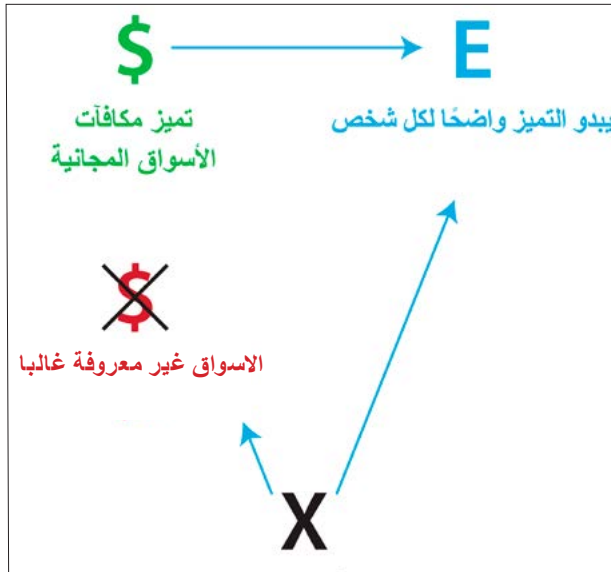 $ E
تميز مكافآت
الأسواق المجانية
يبدو التميز واضحًا لكل شخص
$
الاسواق غير معروفة غالبا
X